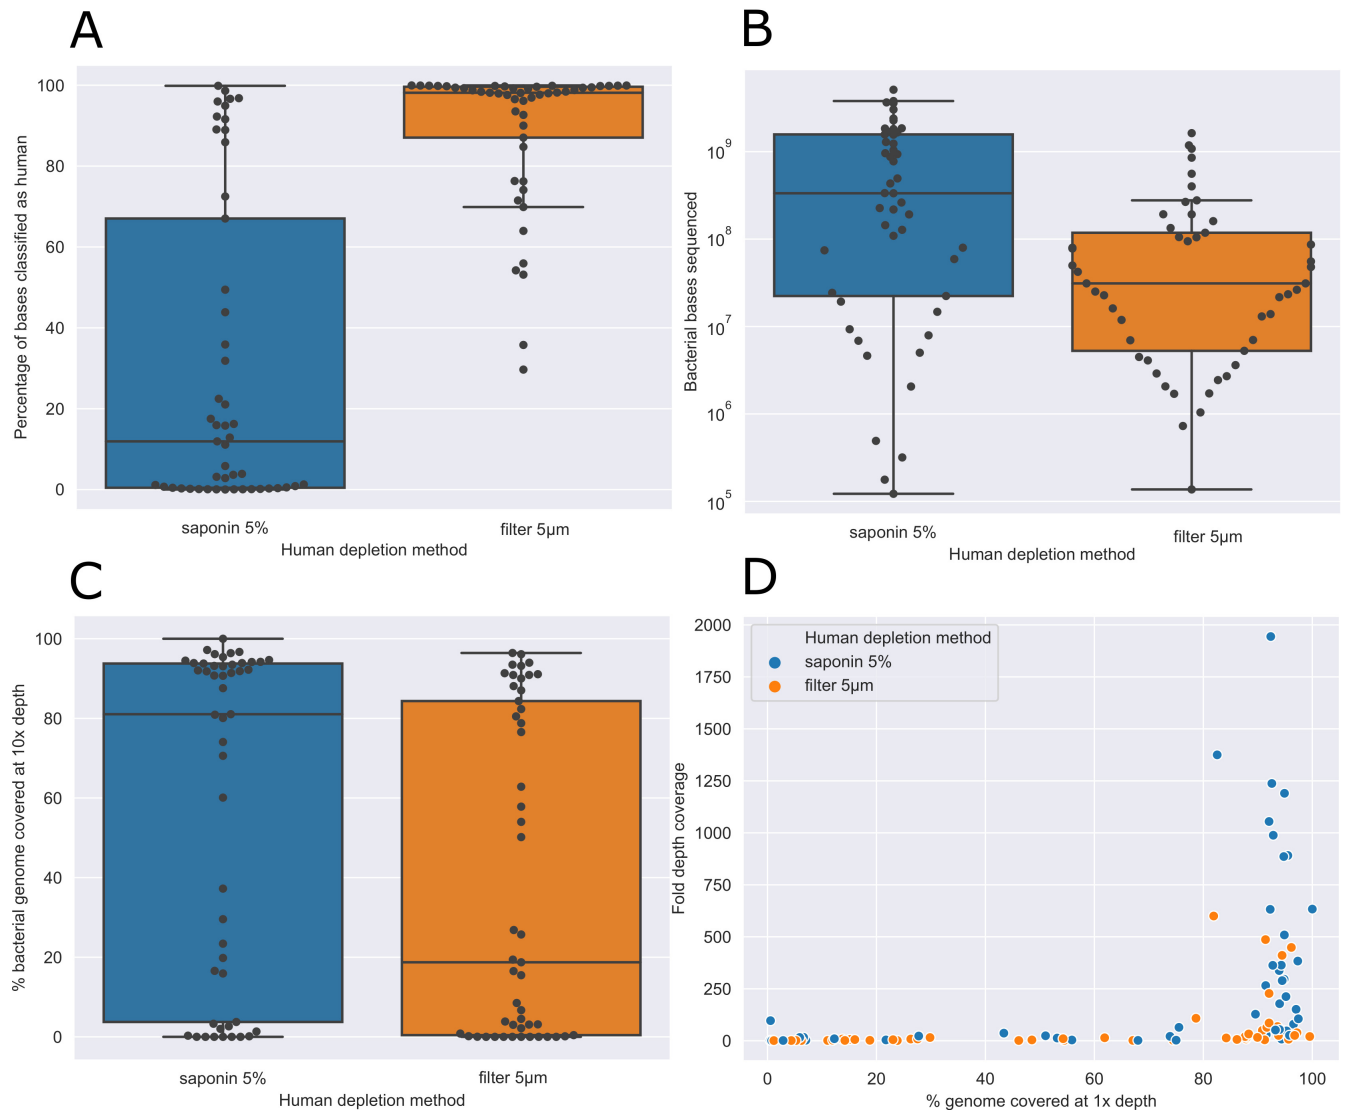 A
Percentage of bases classified as human
100
80
60
40
20
0
saponin 5%
filter 5µm
Human depletion method
B
Bacterial bases sequenced
10^9
10^8
10^7
10^6
10^5
saponin 5%
filter 5µm
Human depletion method
C
% bacterial genome covered at 10x depth
100
80
60
40
20
0
saponin 5%
filter 5µm
Human depletion method
D
Fold depth coverage
2000
1750
1500
1250
1000
750
500
250
0
Human depletion method
saponin 5%
filter 5µm
0 20 40 60 80 100
% genome covered at 1x depth